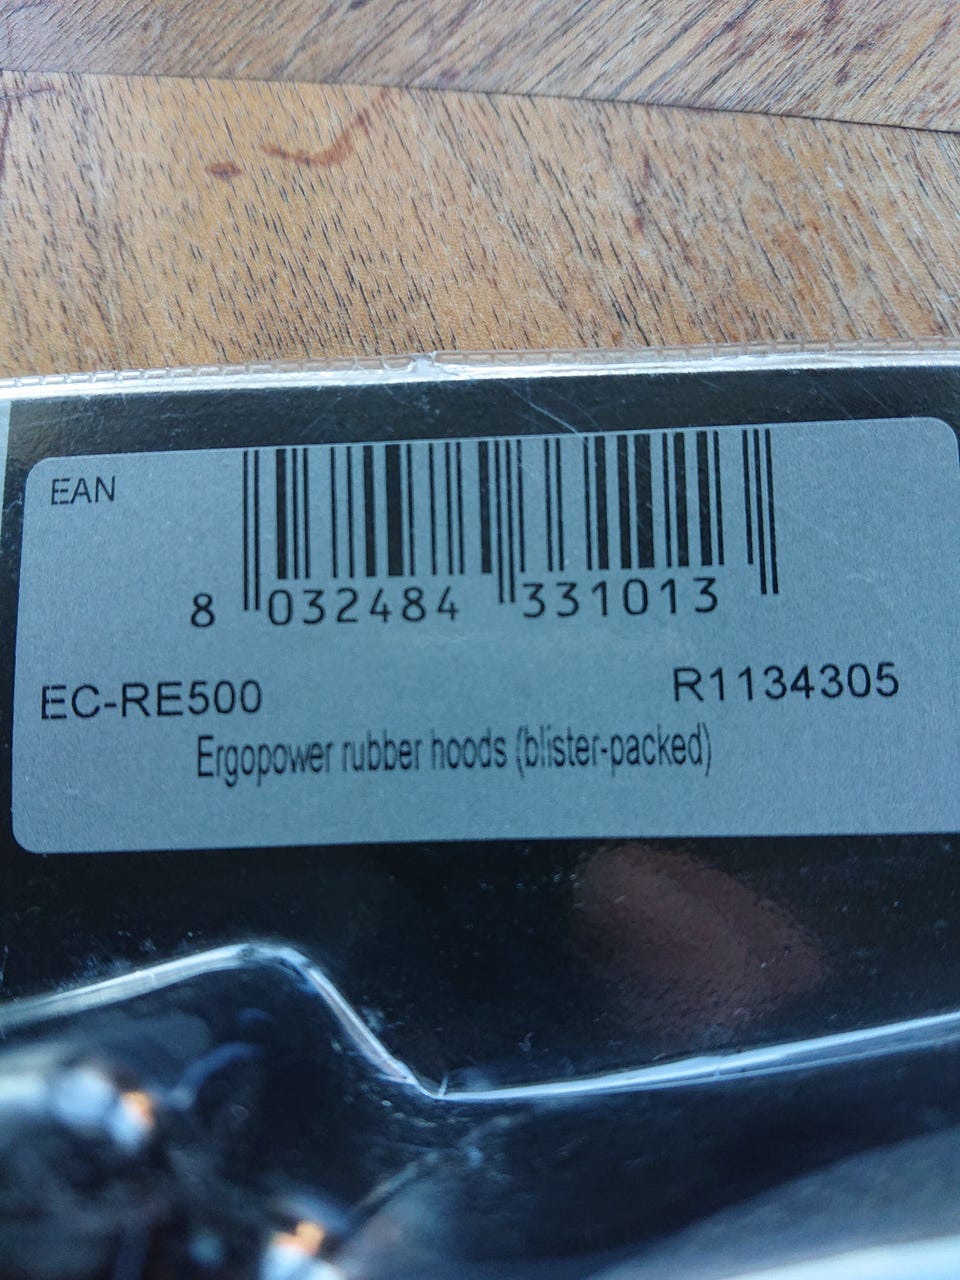 EAN
8 032484 331013
EC-RE500 R1134305
Ergopower rubber hoods (blister-packed)